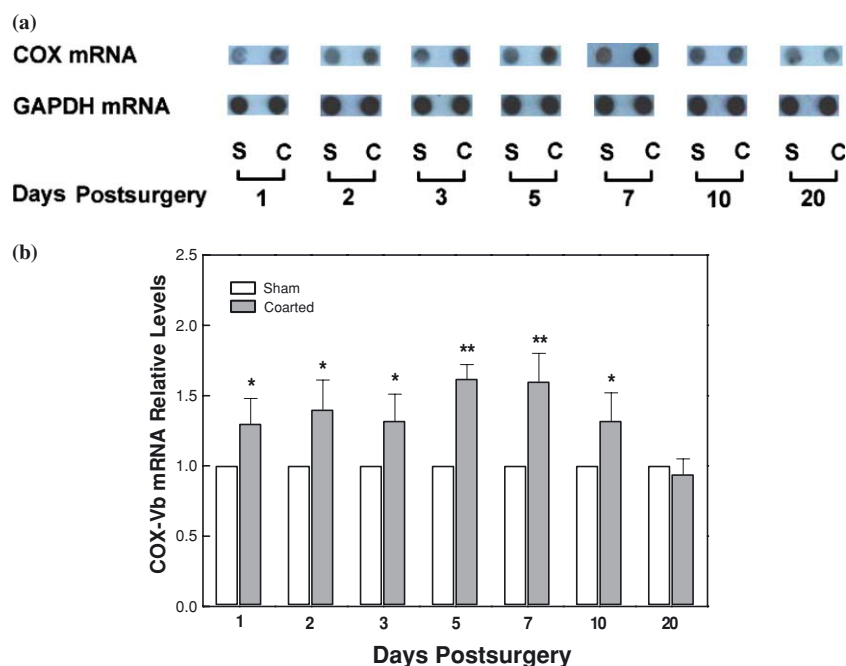 (a)
COX mRNA
GAPDH mRNA
S C S C S C S C S C S C S C
Days Postsurgery 1 2 3 5 7 10 20
(b)
2.5
2.0
1.5
1.0
0.5
0.0
COX-Vb mRNA Relative Levels
Sham
Coarted
* * * ** ** *
1 2 3 5 7 10 20
Days Postsurgery